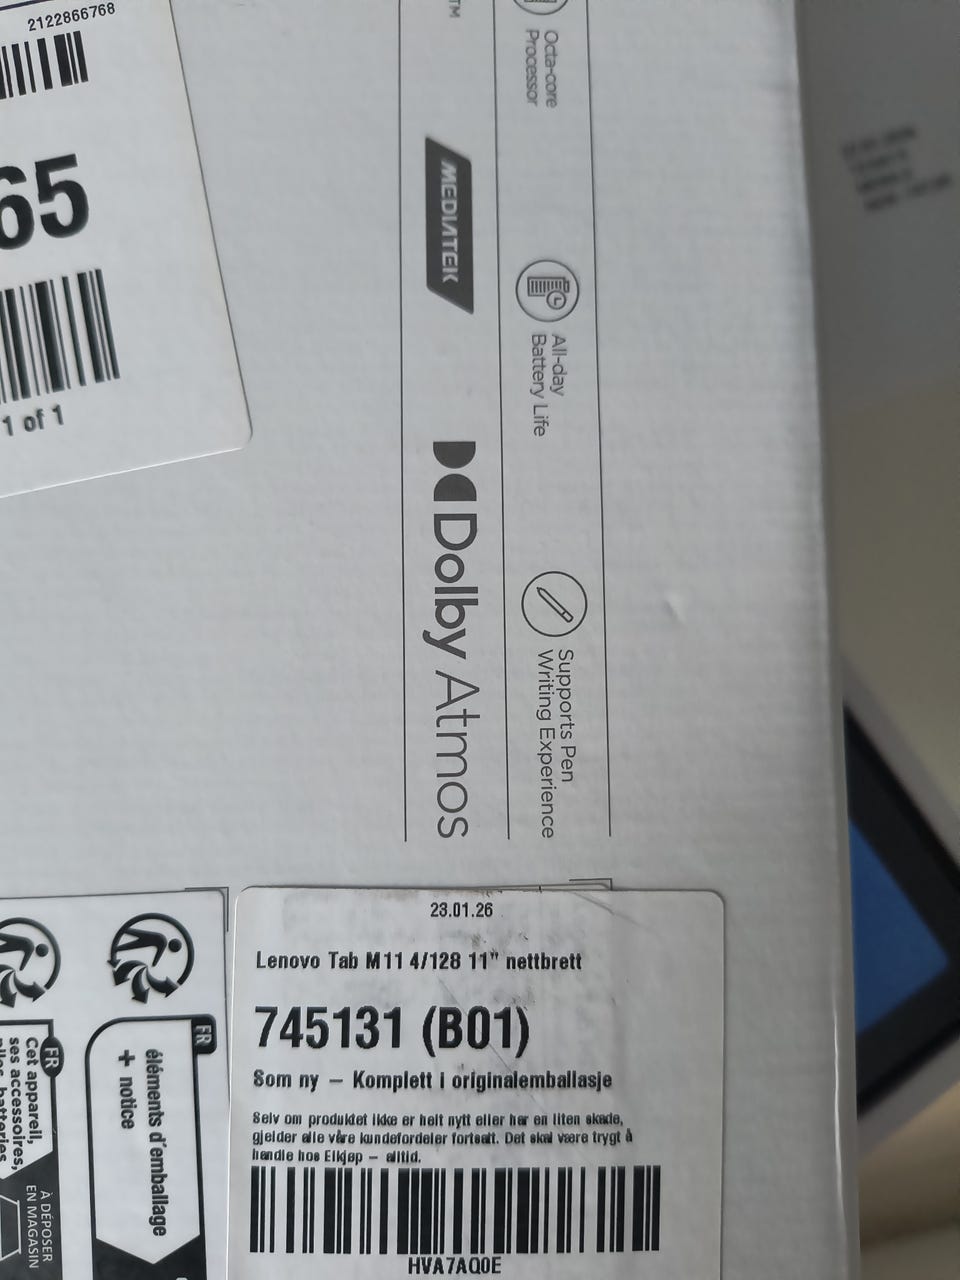 2122866768
65
1 of 1
™
MEDIATEK
Dolby Atmos
Octa-core
Processor
All-day
Battery Life
Supports Pen
Writing Experience
23.01.26
Lenovo Tab M11 4/128 11" nettbrett
745131 (B01)
Som ny – Komplett i originalemballasje
Selv om produktet ikke er helt nytt eller har en liten skade,
gjelder alle våre kundefordeler fortsatt. Det skal være trygt å
handle hos Elkjøp – alltid.
HVA7AQ0E
FR
éléments d'emballage
+ notice
FR
Cet appareil,
ses accessoires,
batteries
À DÉPOSER
EN MAGASIN